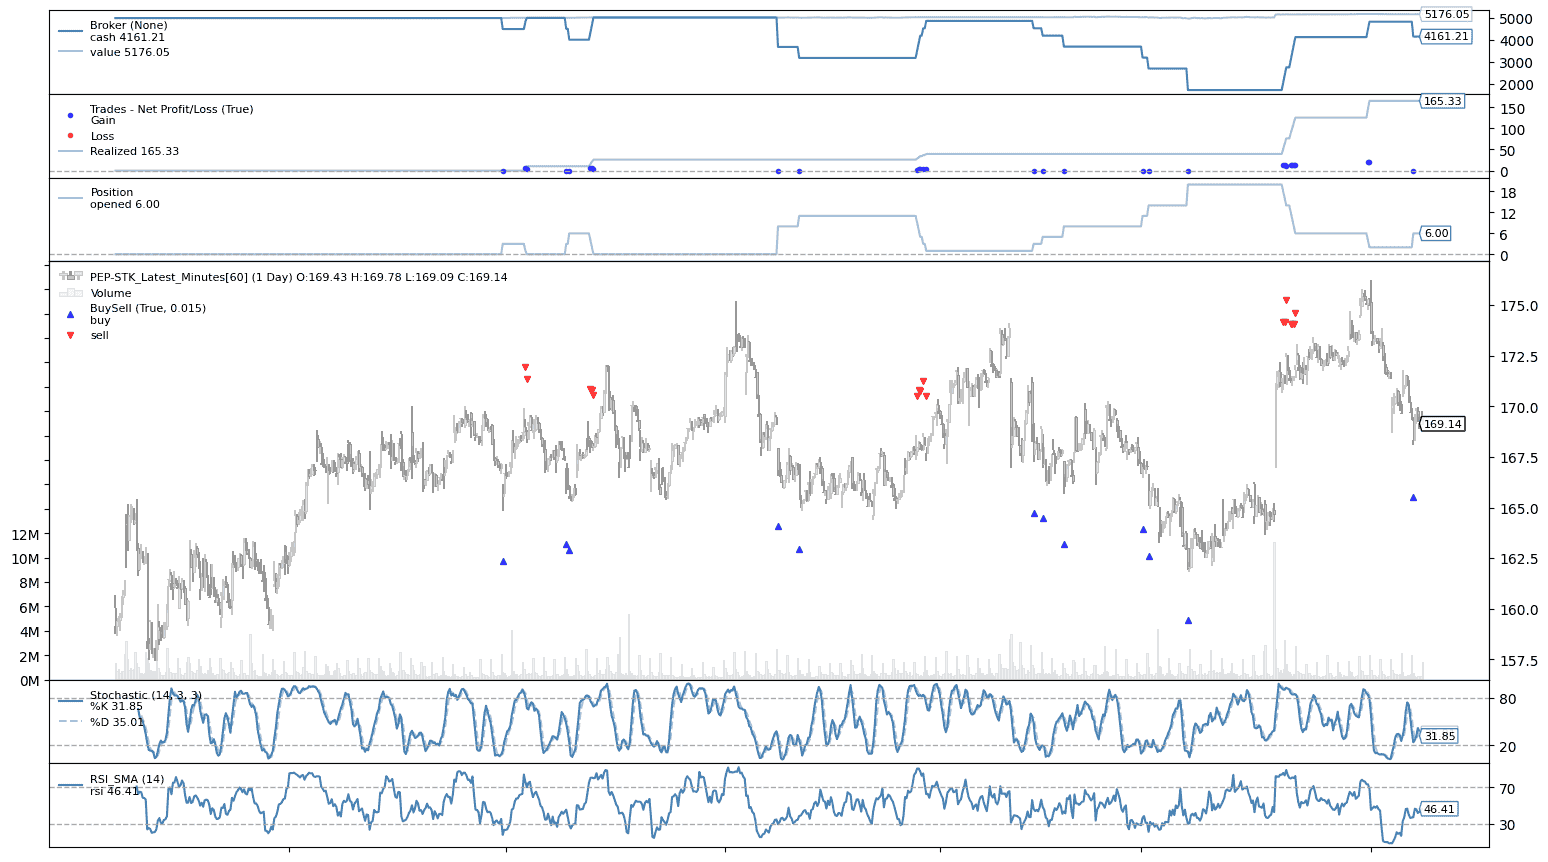 Broker (None)
cash 4161.21
value 5176.05
5176.05
5000
4161.21
4000
3000
2000
Trades - Net Profit/Loss (True)
Gain
Loss
Realized 165.33
165.33
150
100
50
0
Position
opened 6.00
18
12
6.00
6
0
PEP-STK_Latest_Minutes[60] (1 Day) O:169.43 H:169.78 L:169.09 C:169.14
Volume
BuySell (True, 0.015)
buy
sell
175.0
172.5
170.0
169.14
167.5
165.0
162.5
160.0
157.5
12M
10M
8M
6M
4M
2M
0M
Stochastic (14, 3, 3)
%K 31.85
%D 35.01
80
31.85
20
RSI_SMA (14)
rsi 46.41
70
46.41
30